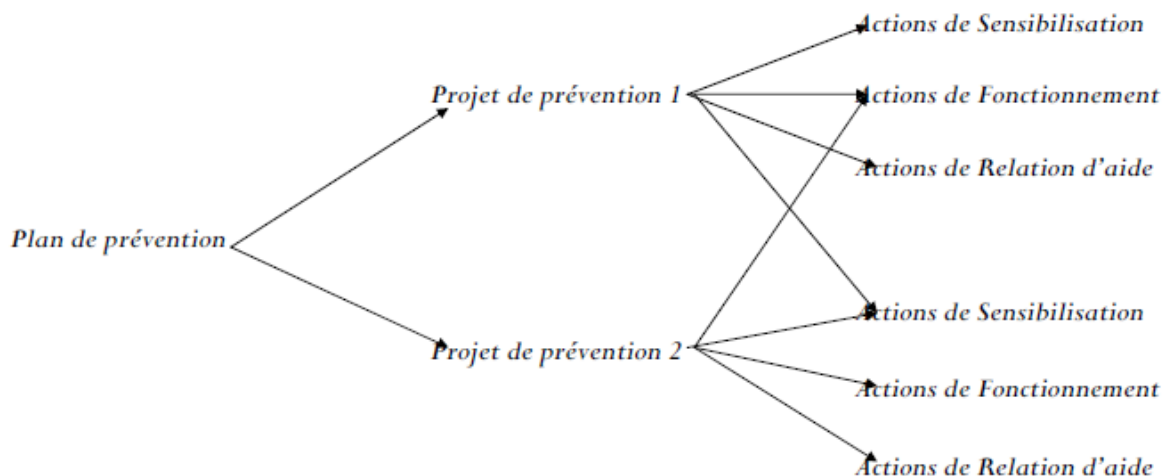 Actions de Sensibilisation
Projet de prévention 1
Actions de Fonctionnement
Actions de Relation d'aide
Plan de prévention
Actions de Sensibilisation
Projet de prévention 2
Actions de Fonctionnement
Actions de Relation d'aide